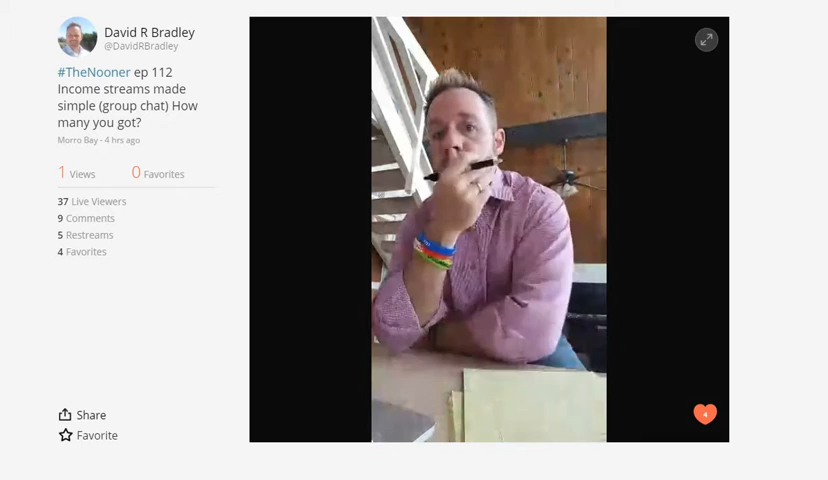 David R Bradley
@DavidRBradley
#TheNooner ep 112
Income streams made
simple (group chat) How
many you got?
Morro Bay - 4 hrs ago
1 Views 0 Favorites
37 Live Viewers
9 Comments
5 Restreams
4 Favorites
Share
Favorite
4